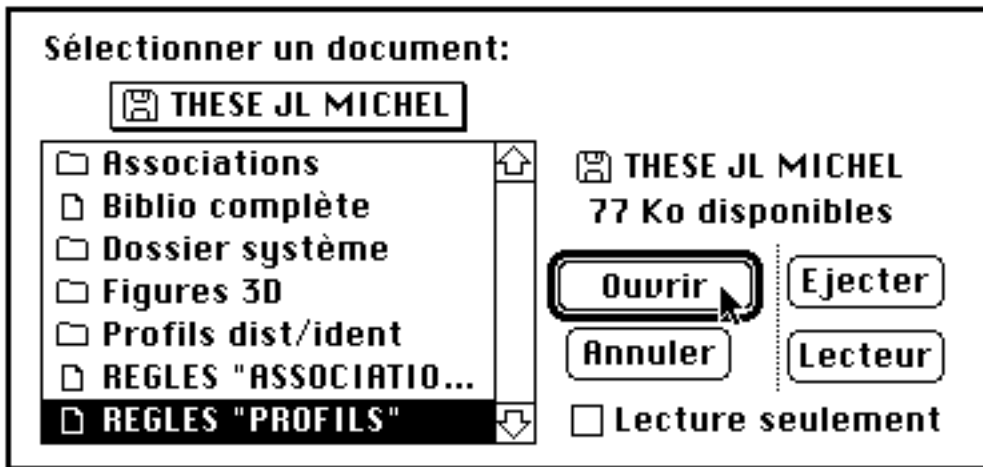 Sélectionner un document:
THESE JL MICHEL
Associations
Biblio complète
Dossier système
Figures 3D
Profils dist/ident
REGLES "ASSOCIATIO...
REGLES "PROFILS"
THESE JL MICHEL
77 Ko disponibles
Ouvrir
Ejecter
Annuler
Lecteur
Lecture seulement